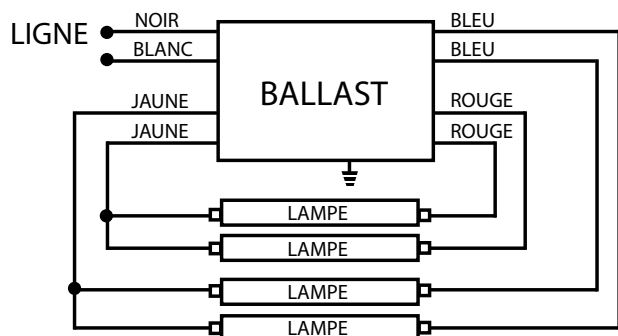 NOIR
BLEU
LIGNE
BLANC
BLEU
BALLAST
JAUNE
ROUGE
JAUNE
ROUGE
LAMPE
LAMPE
LAMPE
LAMPE